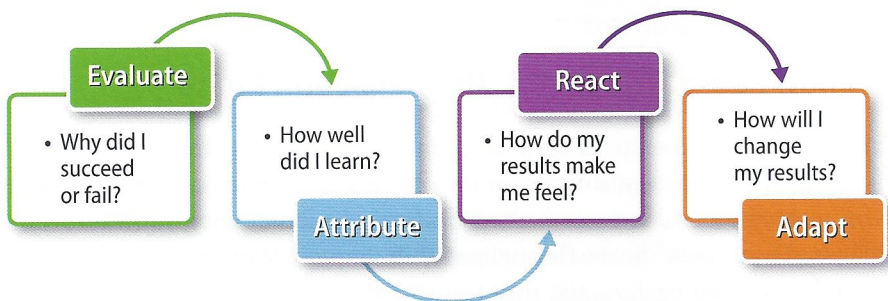 Evaluate
• Why did I
succeed
or fail?
• How well
did I learn?
Attribute
React
• How do my
results make
me feel?
• How will I
change
my results?
Adapt